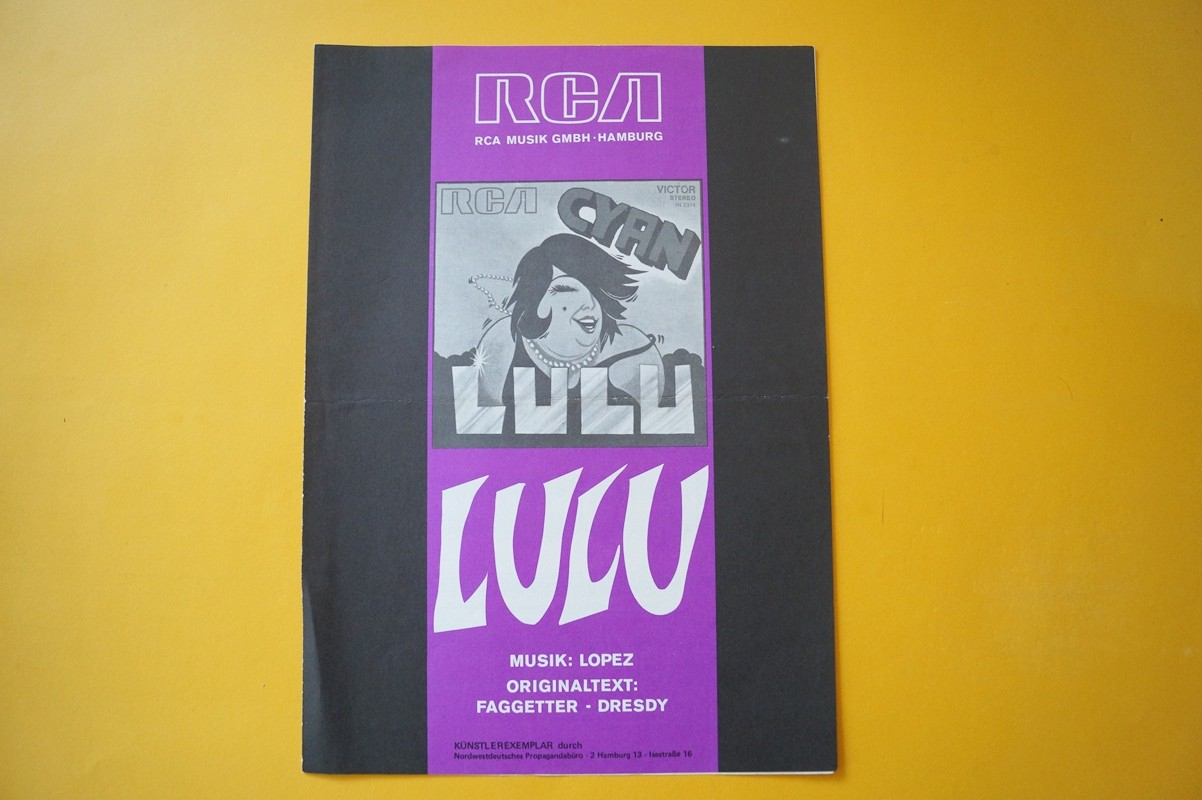 RCA
RCA MUSIK GMBH · HAMBURG
RCA
CYAN
VICTOR
STEREO
LULU
LULU
MUSIK: LOPEZ
ORIGINALTEXT:
FAGGETTER - DRESDY
KÜNSTLEREXEMPLAR durch
Nordwestdeutsches Propagandabüro · 2 Hamburg 13 · Isestraße 16